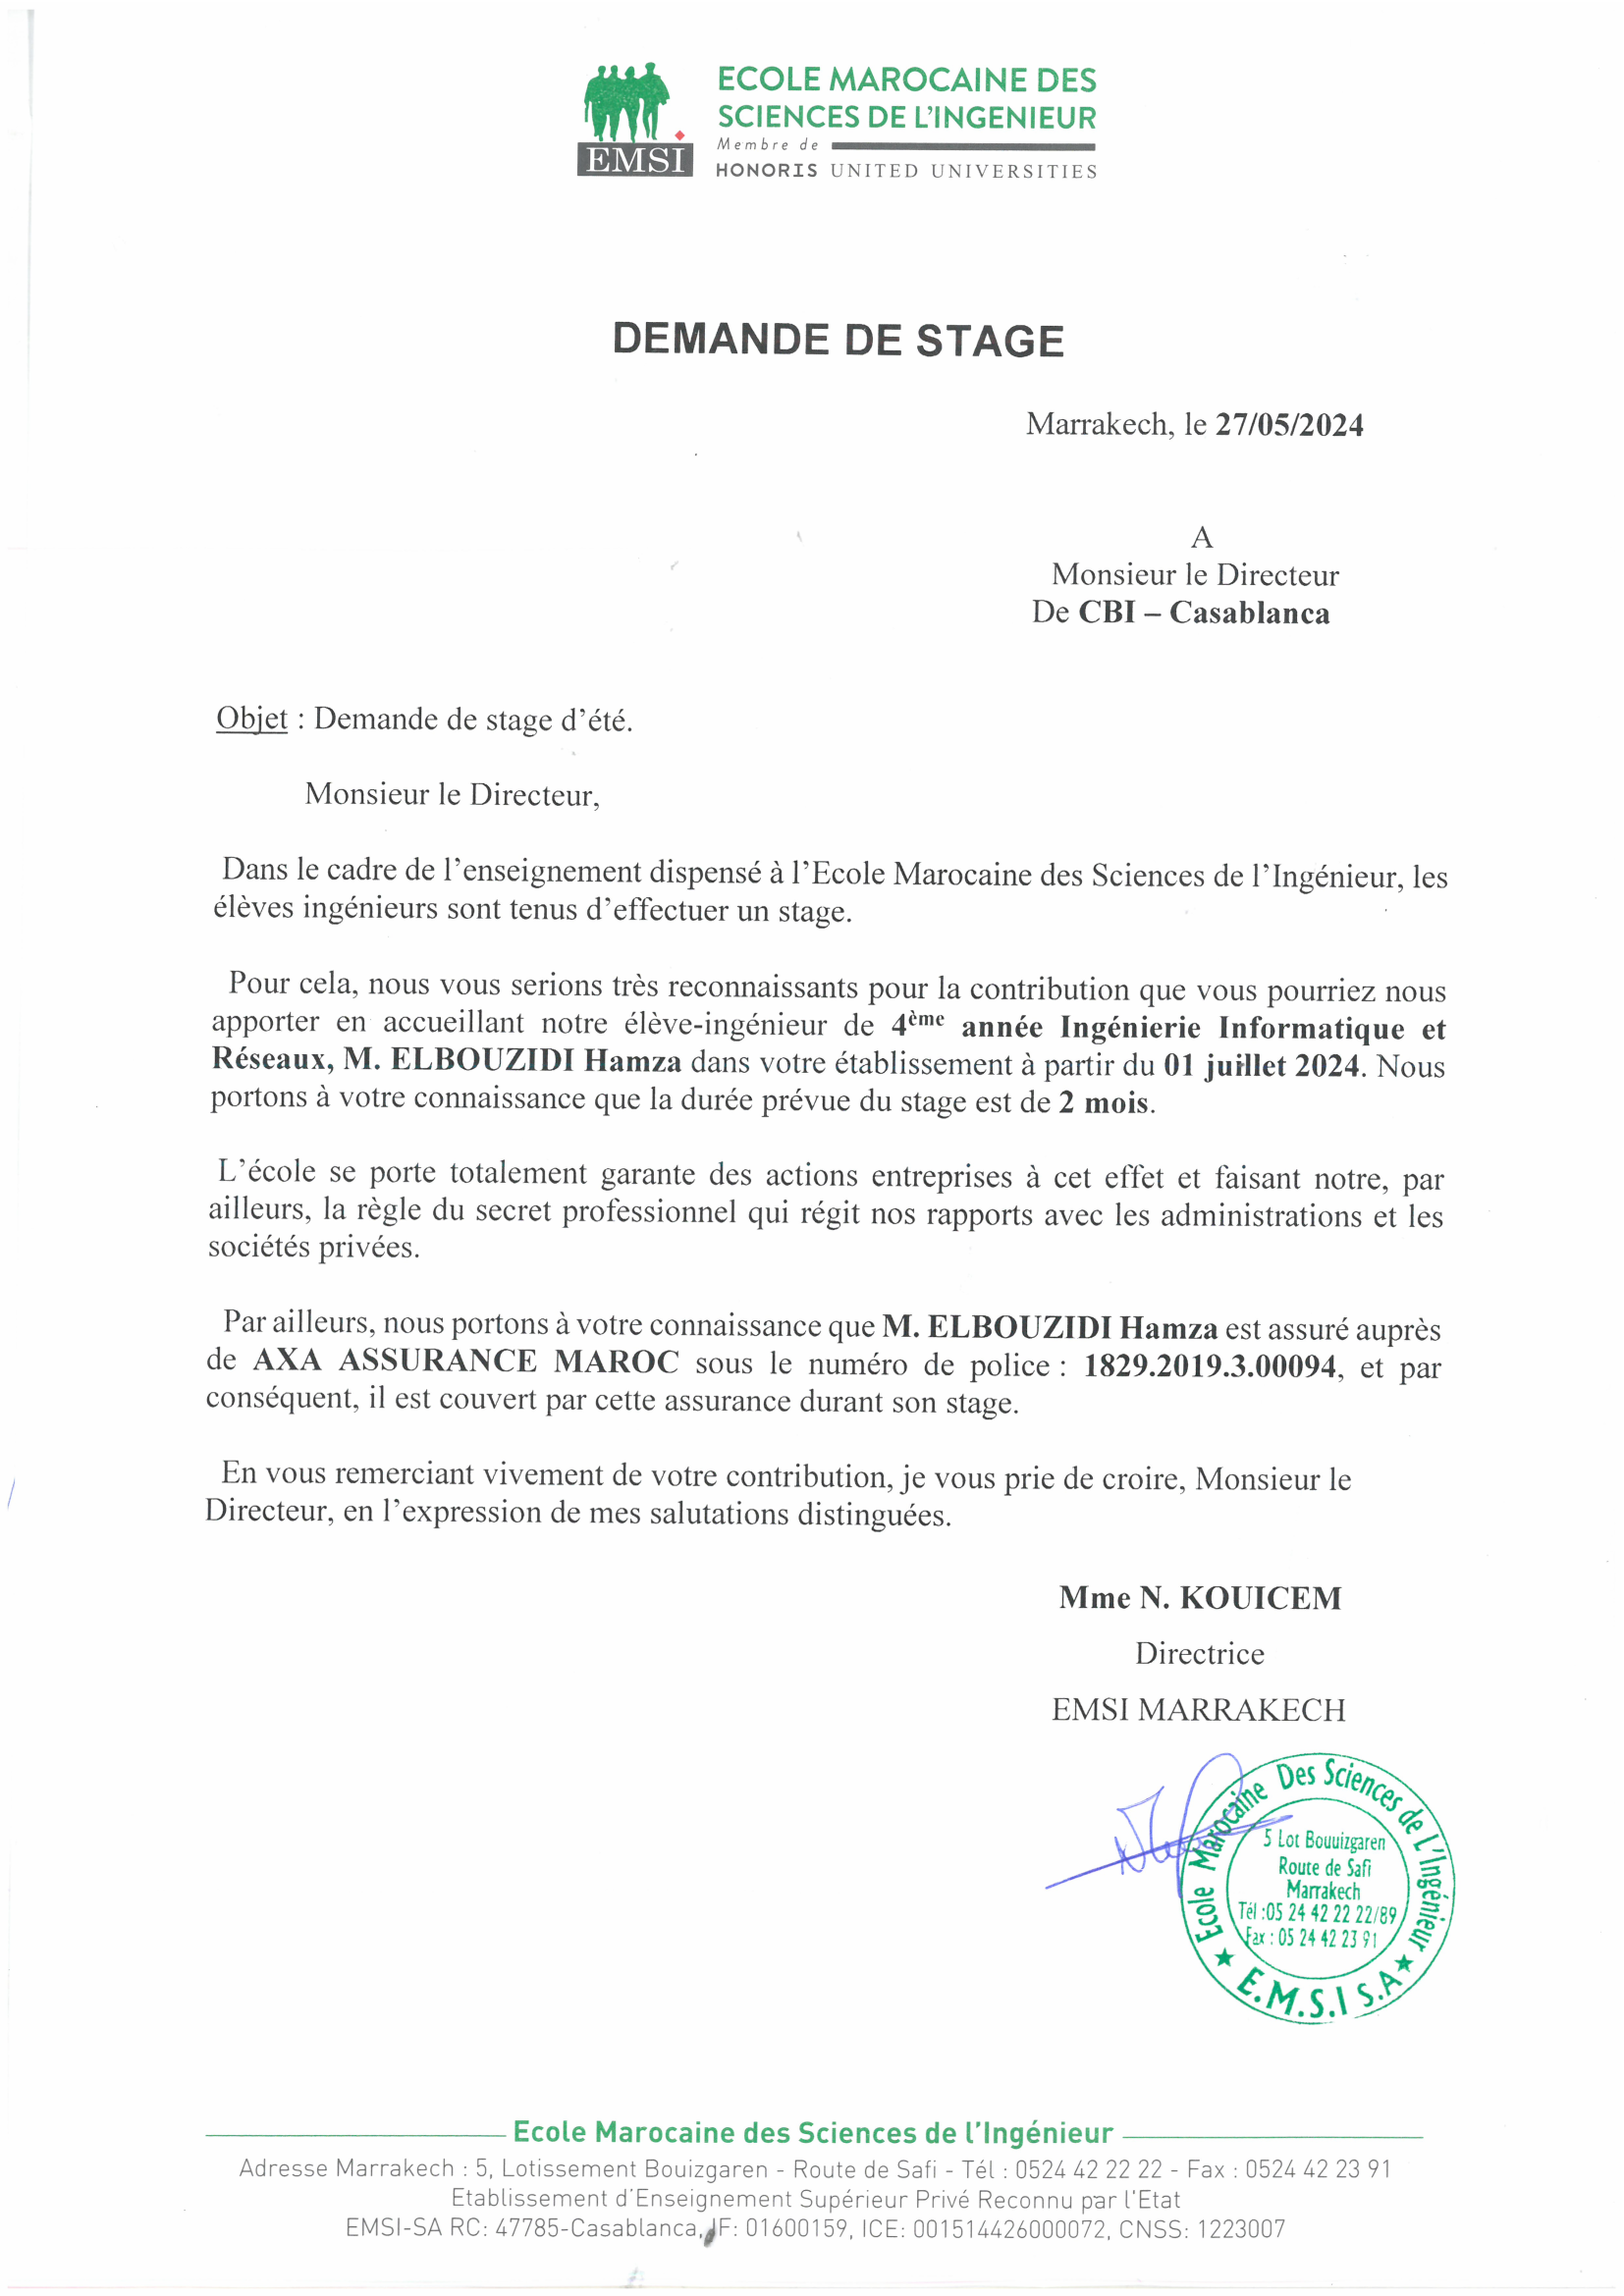 ECOLE MAROCAINE DES
SCIENCES DE L'INGENIEUR
Membre de
EMSI
HONORIS UNITED UNIVERSITIES
DEMANDE DE STAGE
Marrakech, le 27/05/2024
A
Monsieur le Directeur
De CBI – Casablanca
Objet : Demande de stage d'été.
Monsieur le Directeur,
Dans le cadre de l'enseignement dispensé à l'Ecole Marocaine des Sciences de l'Ingénieur, les
élèves ingénieurs sont tenus d'effectuer un stage.
Pour cela, nous vous serions très reconnaissants pour la contribution que vous pourriez nous
apporter en accueillant notre élève-ingénieur de 4ème année Ingénierie Informatique et
Réseaux, M. ELBOUZIDI Hamza dans votre établissement à partir du 01 juillet 2024. Nous
portons à votre connaissance que la durée prévue du stage est de 2 mois.
L'école se porte totalement garante des actions entreprises à cet effet et faisant notre, par
ailleurs, la règle du secret professionnel qui régit nos rapports avec les administrations et les
sociétés privées.
Par ailleurs, nous portons à votre connaissance que M. ELBOUZIDI Hamza est assuré auprès
de AXA ASSURANCE MAROC sous le numéro de police : 1829.2019.3.00094, et par
conséquent, il est couvert par cette assurance durant son stage.
En vous remerciant vivement de votre contribution, je vous prie de croire, Monsieur le
Directeur, en l'expression de mes salutations distinguées.
Mme N. KOUICEM
Directrice
EMSI MARRAKECH
Ecole Marocaine Des Sciences de L'Ingénieur
5 Lot Bouuizgaren
Route de Safi
Marrakech
Tél :05 24 42 22 22/89
Fax : 05 24 42 23 91
★ E.M.S.I S.A ★
Ecole Marocaine des Sciences de l'Ingénieur
Adresse Marrakech : 5, Lotissement Bouizgaren - Route de Safi - Tél : 0524 42 22 22 - Fax : 0524 42 23 91
Etablissement d'Enseignement Supérieur Privé Reconnu par l'Etat
EMSI-SA RC: 47785-Casablanca, IF: 01600159, ICE: 001514426000072, CNSS: 1223007